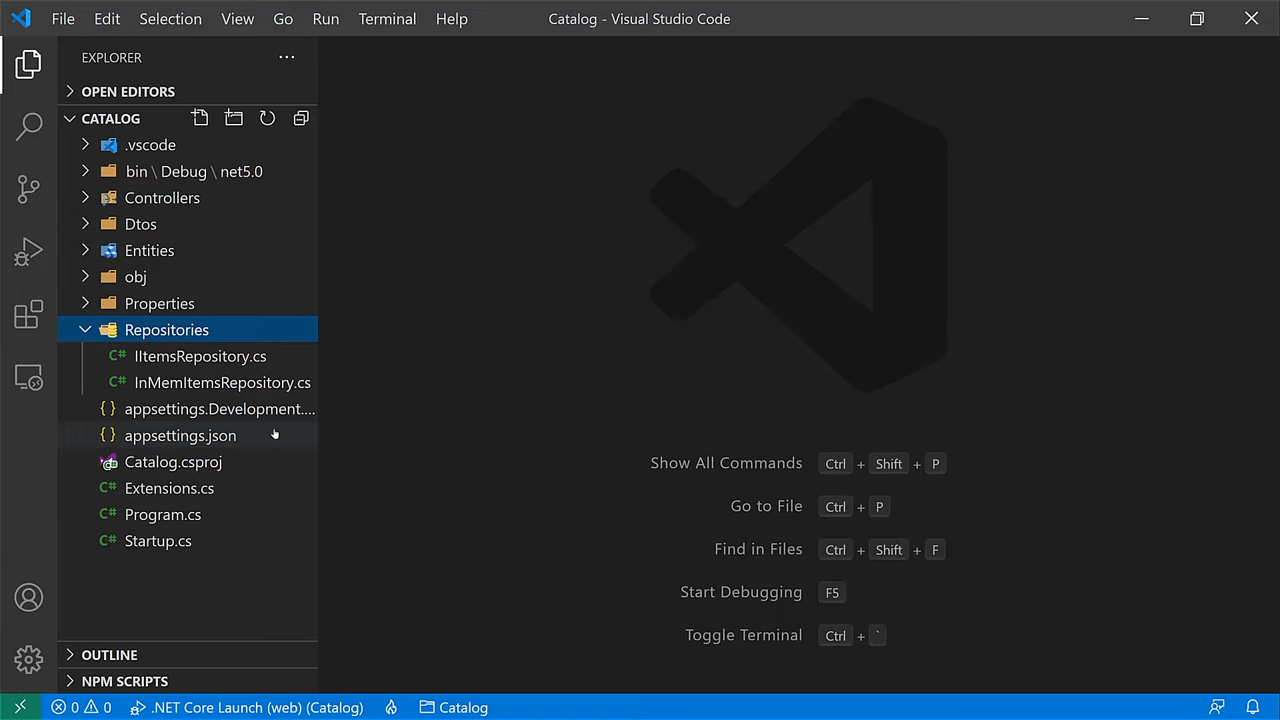 File Edit Selection View Go Run Terminal Help Catalog - Visual Studio Code
EXPLORER
OPEN EDITORS
CATALOG
.vscode
bin \ Debug \ net5.0
Controllers
Dtos
Entities
obj
Properties
Repositories
C# IItemsRepository.cs
C# InMemItemsRepository.cs
{} appsettings.Development....
{} appsettings.json
Catalog.csproj
C# Extensions.cs
C# Program.cs
C# Startup.cs
OUTLINE
NPM SCRIPTS
Show All Commands Ctrl + Shift + P
Go to File Ctrl + P
Find in Files Ctrl + Shift + F
Start Debugging F5
Toggle Terminal Ctrl + `
0 0 .NET Core Launch (web) (Catalog) Catalog